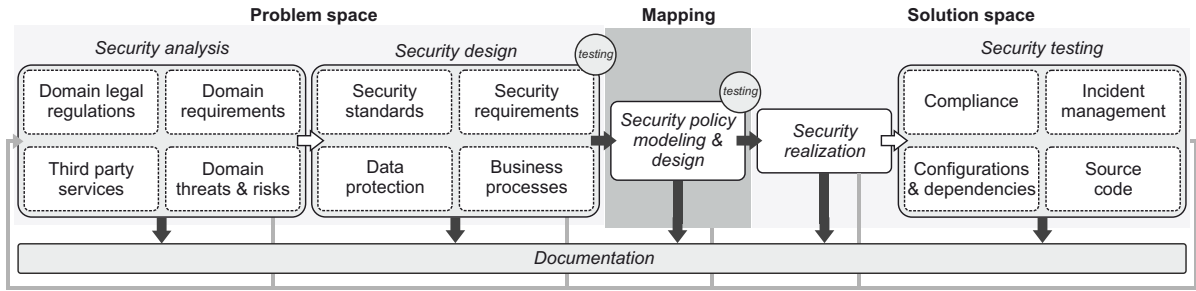 Problem space
Mapping
Solution space
Security analysis
Security design
testing
Security testing
Domain legal
regulations
Domain
requirements
Third party
services
Domain
threats & risks
Security
standards
Security
requirements
Data
protection
Business
processes
testing
Security policy
modeling &
design
Security
realization
Compliance
Incident
management
Configurations
& dependencies
Source
code
Documentation